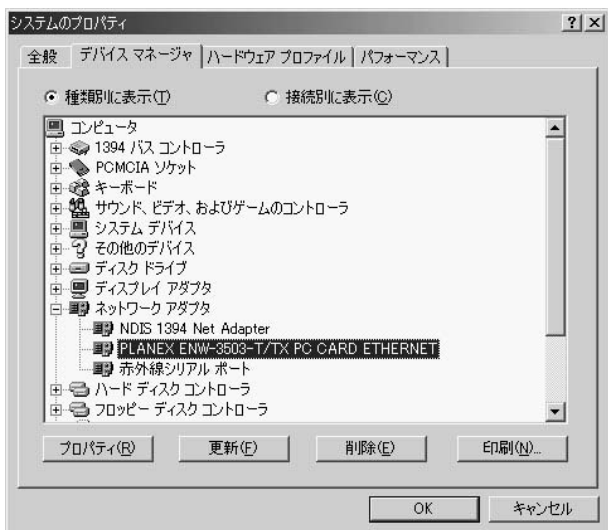 システムのプロパティ
全般 デバイス マネージャ ハードウェア プロファイル パフォーマンス
種類別に表示(T) 接続別に表示(C)
コンピュータ
1394 バス コントローラ
PCMCIA ソケット
キーボード
サウンド、ビデオ、およびゲームのコントローラ
システム デバイス
その他のデバイス
ディスク ドライブ
ディスプレイ アダプタ
ネットワーク アダプタ
NDIS 1394 Net Adapter
PLANEX ENW-3503-T/TX PC CARD ETHERNET
赤外線シリアル ポート
ハード ディスク コントローラ
フロッピー ディスク コントローラ
プロパティ(R) 更新(F) 削除(E) 印刷(N)...
OK キャンセル